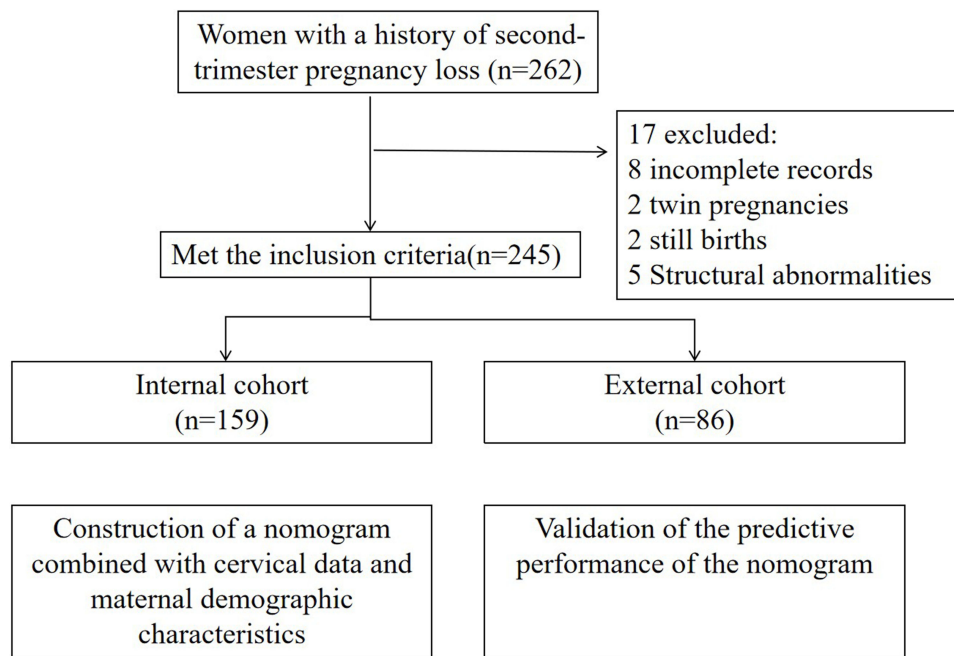 Women with a history of second-
trimester pregnancy loss (n=262)
17 excluded:
8 incomplete records
2 twin pregnancies
2 still births
5 Structural abnormalities
Met the inclusion criteria(n=245)
Internal cohort
(n=159)
External cohort
(n=86)
Construction of a nomogram
combined with cervical data and
maternal demographic
characteristics
Validation of the predictive
performance of the nomogram